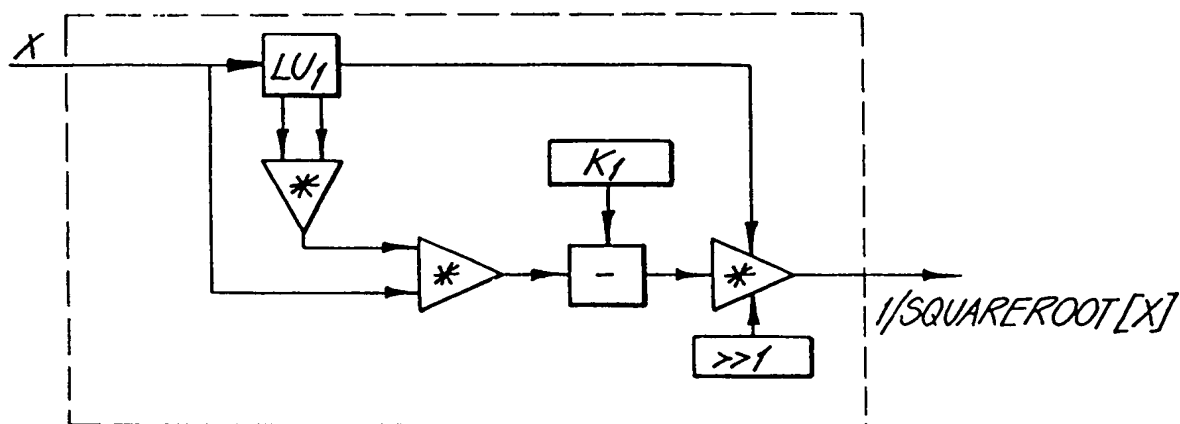 X
LU1
*
K1
*
-
*
1/SQUAREROOT[X]
>>1